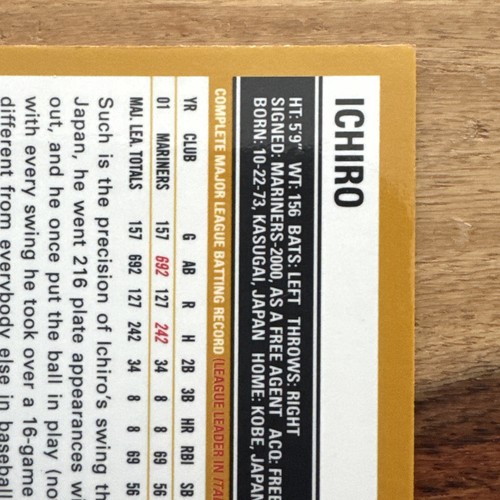 ICHIRO
HT: 5'9" WT: 156 BATS: LEFT THROWS: RIGHT
SIGNED: MARINERS-2000, AS A FREE AGENT ACQ: FREE
BORN: 10-22-73, KASUGAI, JAPAN HOME: KOBE, JAPAN
COMPLETE MAJOR LEAGUE BATTING RECORD (LEAGUE LEADER IN ITA
YR CLUB G AB R H 2B 3B HR RBI SB
01 MARINERS 157 692 127 242 34 8 8 69 56
MAJ. LEA. TOTALS 157 692 127 242 34 8 8 69 56
Such is the precision of Ichiro's swing th
Japan, he went 216 plate appearances wi
out, and he once put the ball in play (no
with every swing he took over a 16-game
different from everybody else in baseball